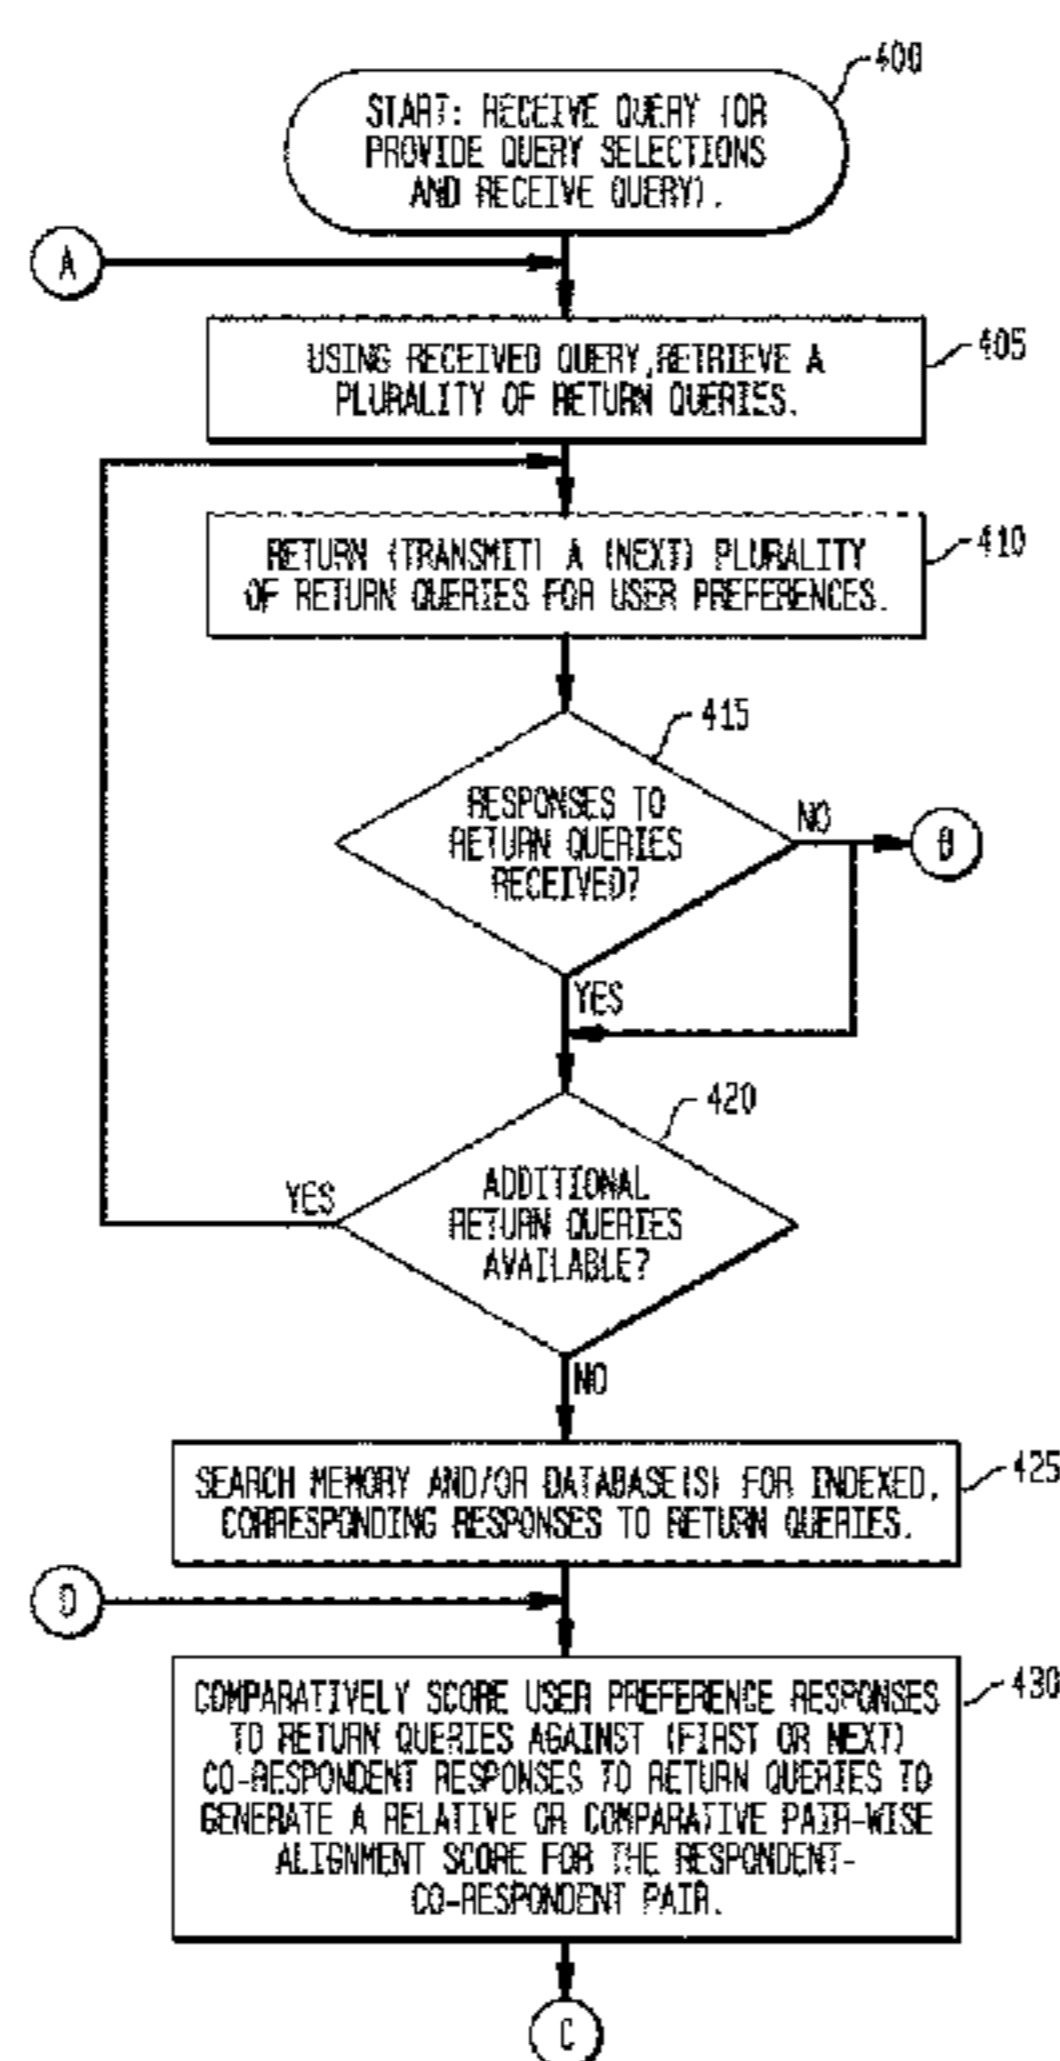 400
START: RECEIVE QUERY (OR
PROVIDE QUERY SELECTIONS
AND RECEIVE QUERY).
A
405
USING RECEIVED QUERY, RETRIEVE A
PLURALITY OF RETURN QUERIES.
410
RETURN (TRANSMIT) A (NEXT) PLURALITY
OF RETURN QUERIES FOR USER PREFERENCES.
415
RESPONSES TO
RETURN QUERIES
RECEIVED?
NO
B
YES
420
ADDITIONAL
RETURN QUERIES
AVAILABLE?
YES
NO
425
SEARCH MEMORY AND/OR DATABASE(S) FOR INDEXED,
CORRESPONDING RESPONSES TO RETURN QUERIES.
D
430
COMPARATIVELY SCORE USER PREFERENCE RESPONSES
TO RETURN QUERIES AGAINST (FIRST OR NEXT)
CO-RESPONDENT RESPONSES TO RETURN QUERIES TO
GENERATE A RELATIVE OR COMPARATIVE PAIR-WISE
ALIGNMENT SCORE FOR THE RESPONDENT-
CO-RESPONDENT PAIR.
C